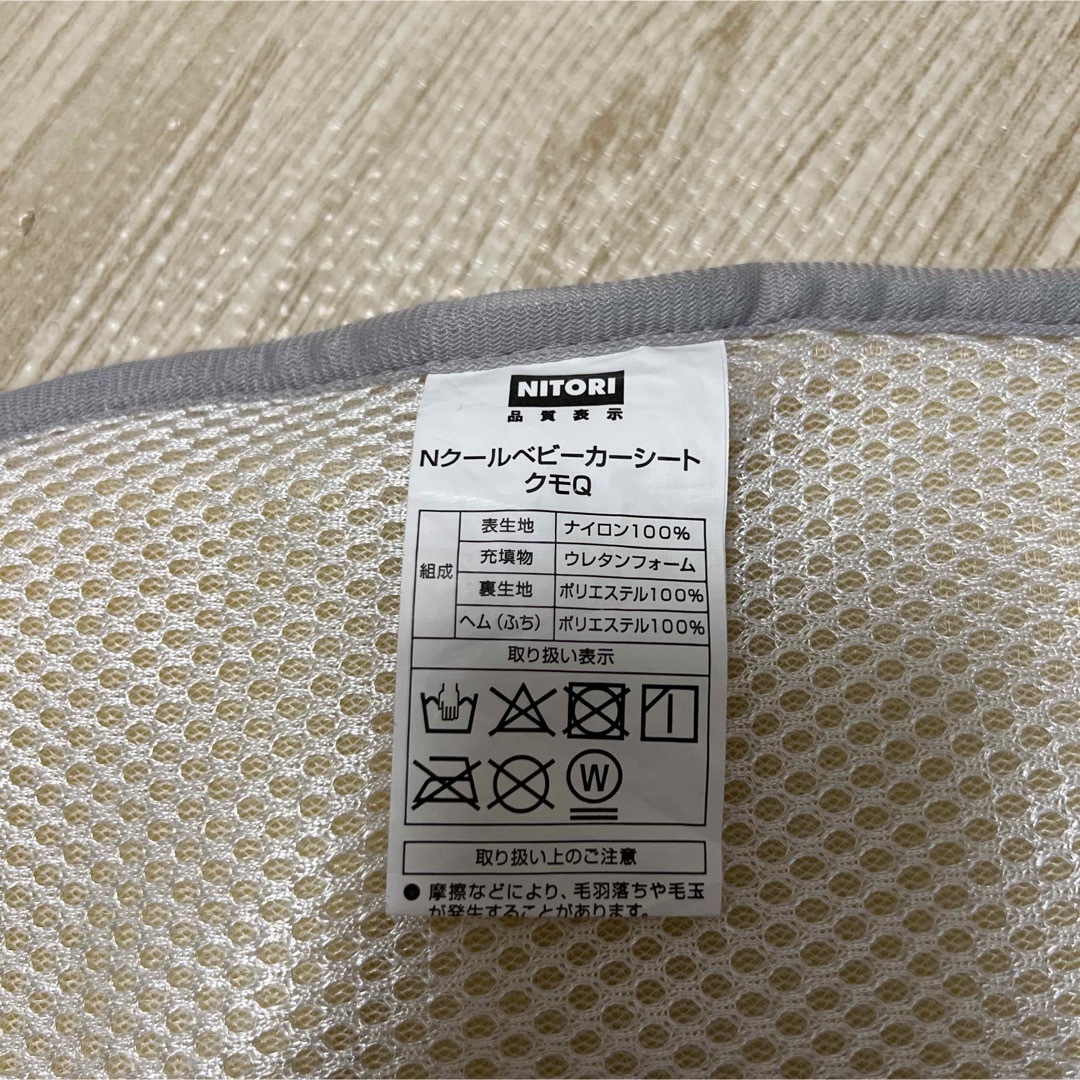 NITORI
品質表示
Nクールベビーカーシート
クモQ
組成
表生地 ナイロン100%
充填物 ウレタンフォーム
裏生地 ポリエステル100%
ヘム(ふち) ポリエステル100%
取り扱い表示
W
取り扱い上のご注意
● 摩擦などにより、毛羽落ちや毛玉
が発生することがあります。